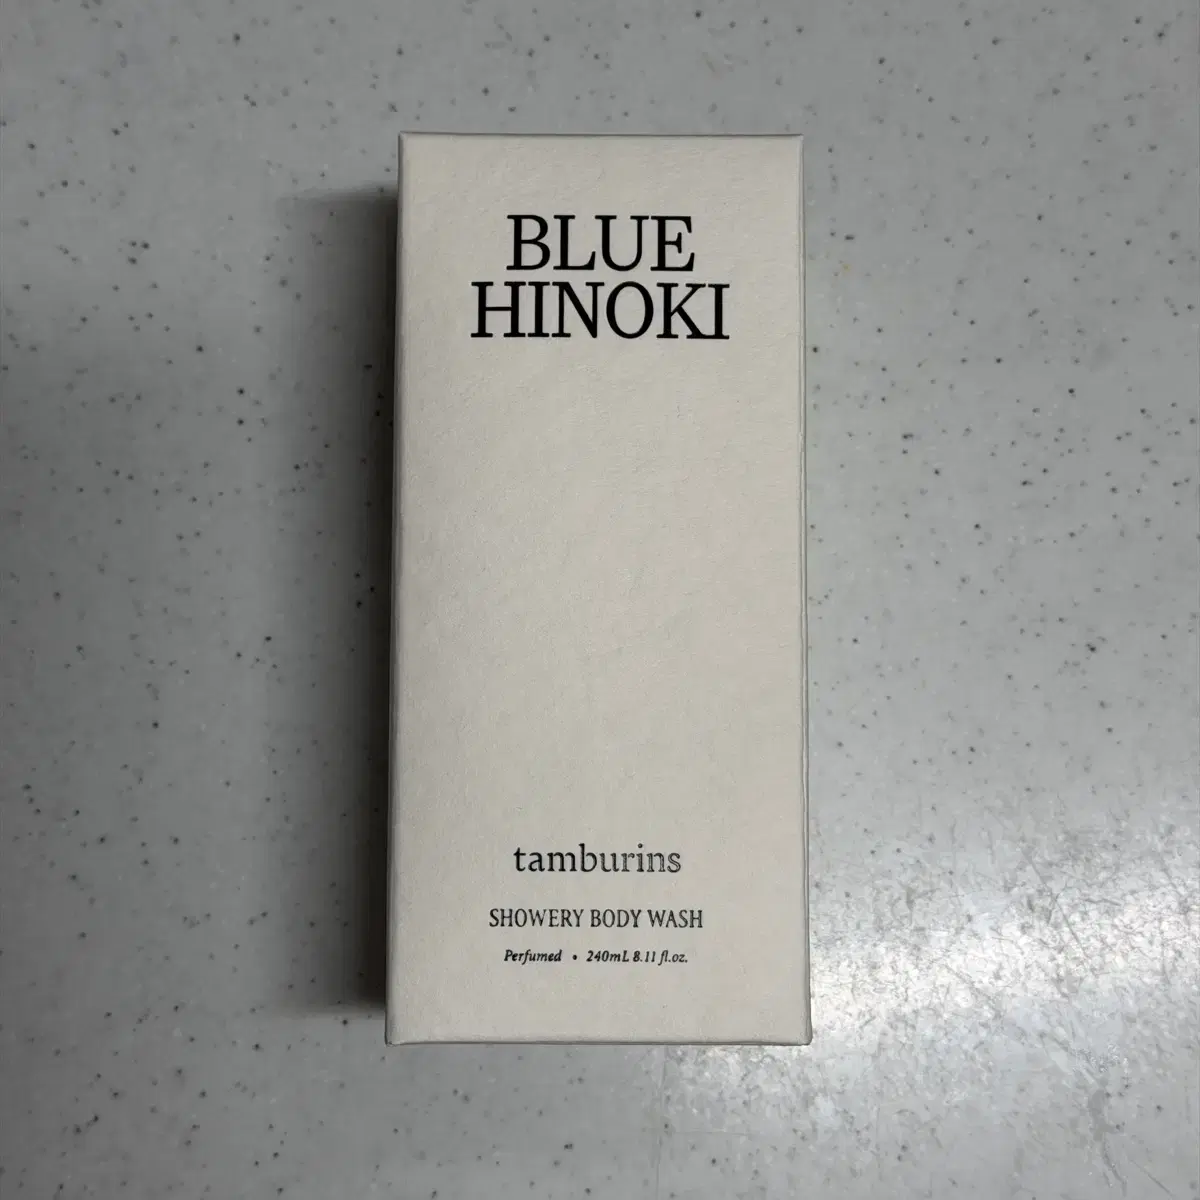 BLUE
HINOKI
tamburins
SHOWERY BODY WASH
Perfumed • 240mL 8.11 fl.oz.